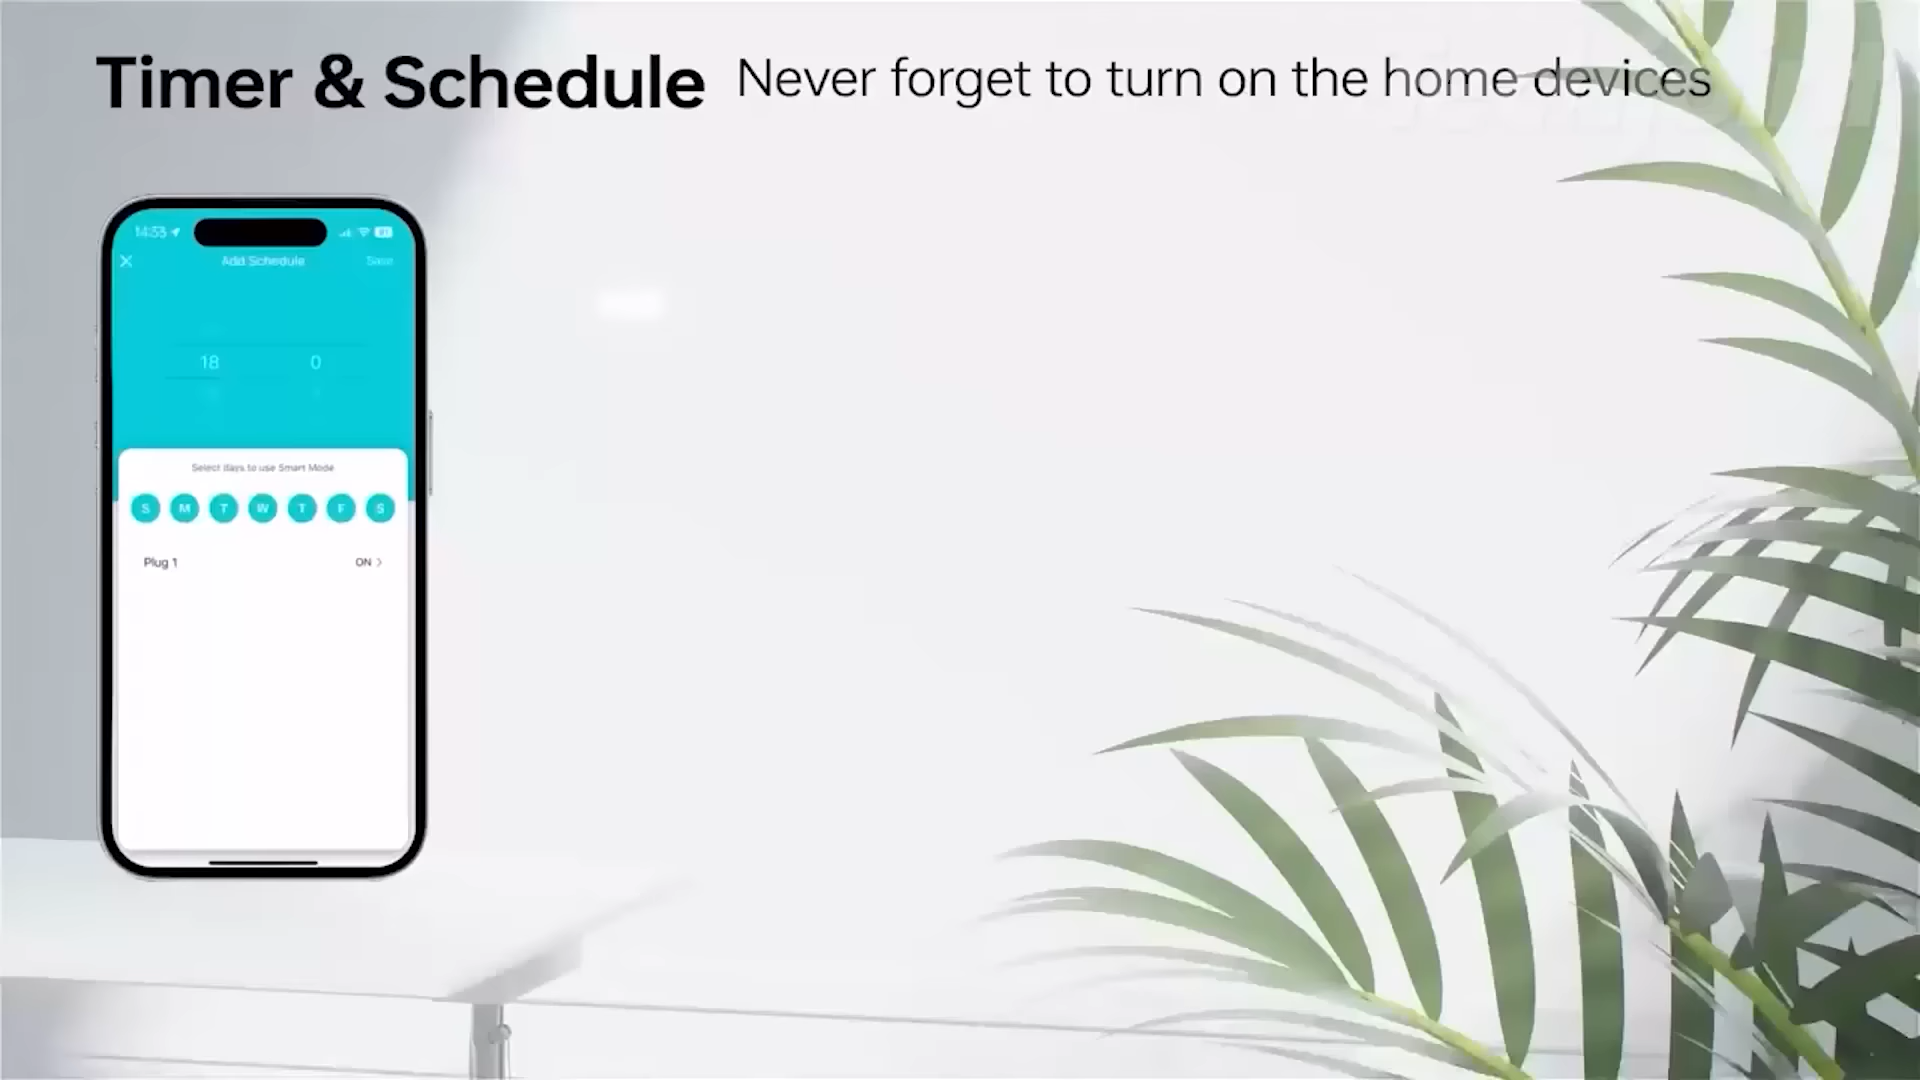 Timer & Schedule Never forget to turn on the home devices
14:53
Add Schedule Save
18 0
Select days to use Smart Mode
S M T W T F S
Plug 1 ON